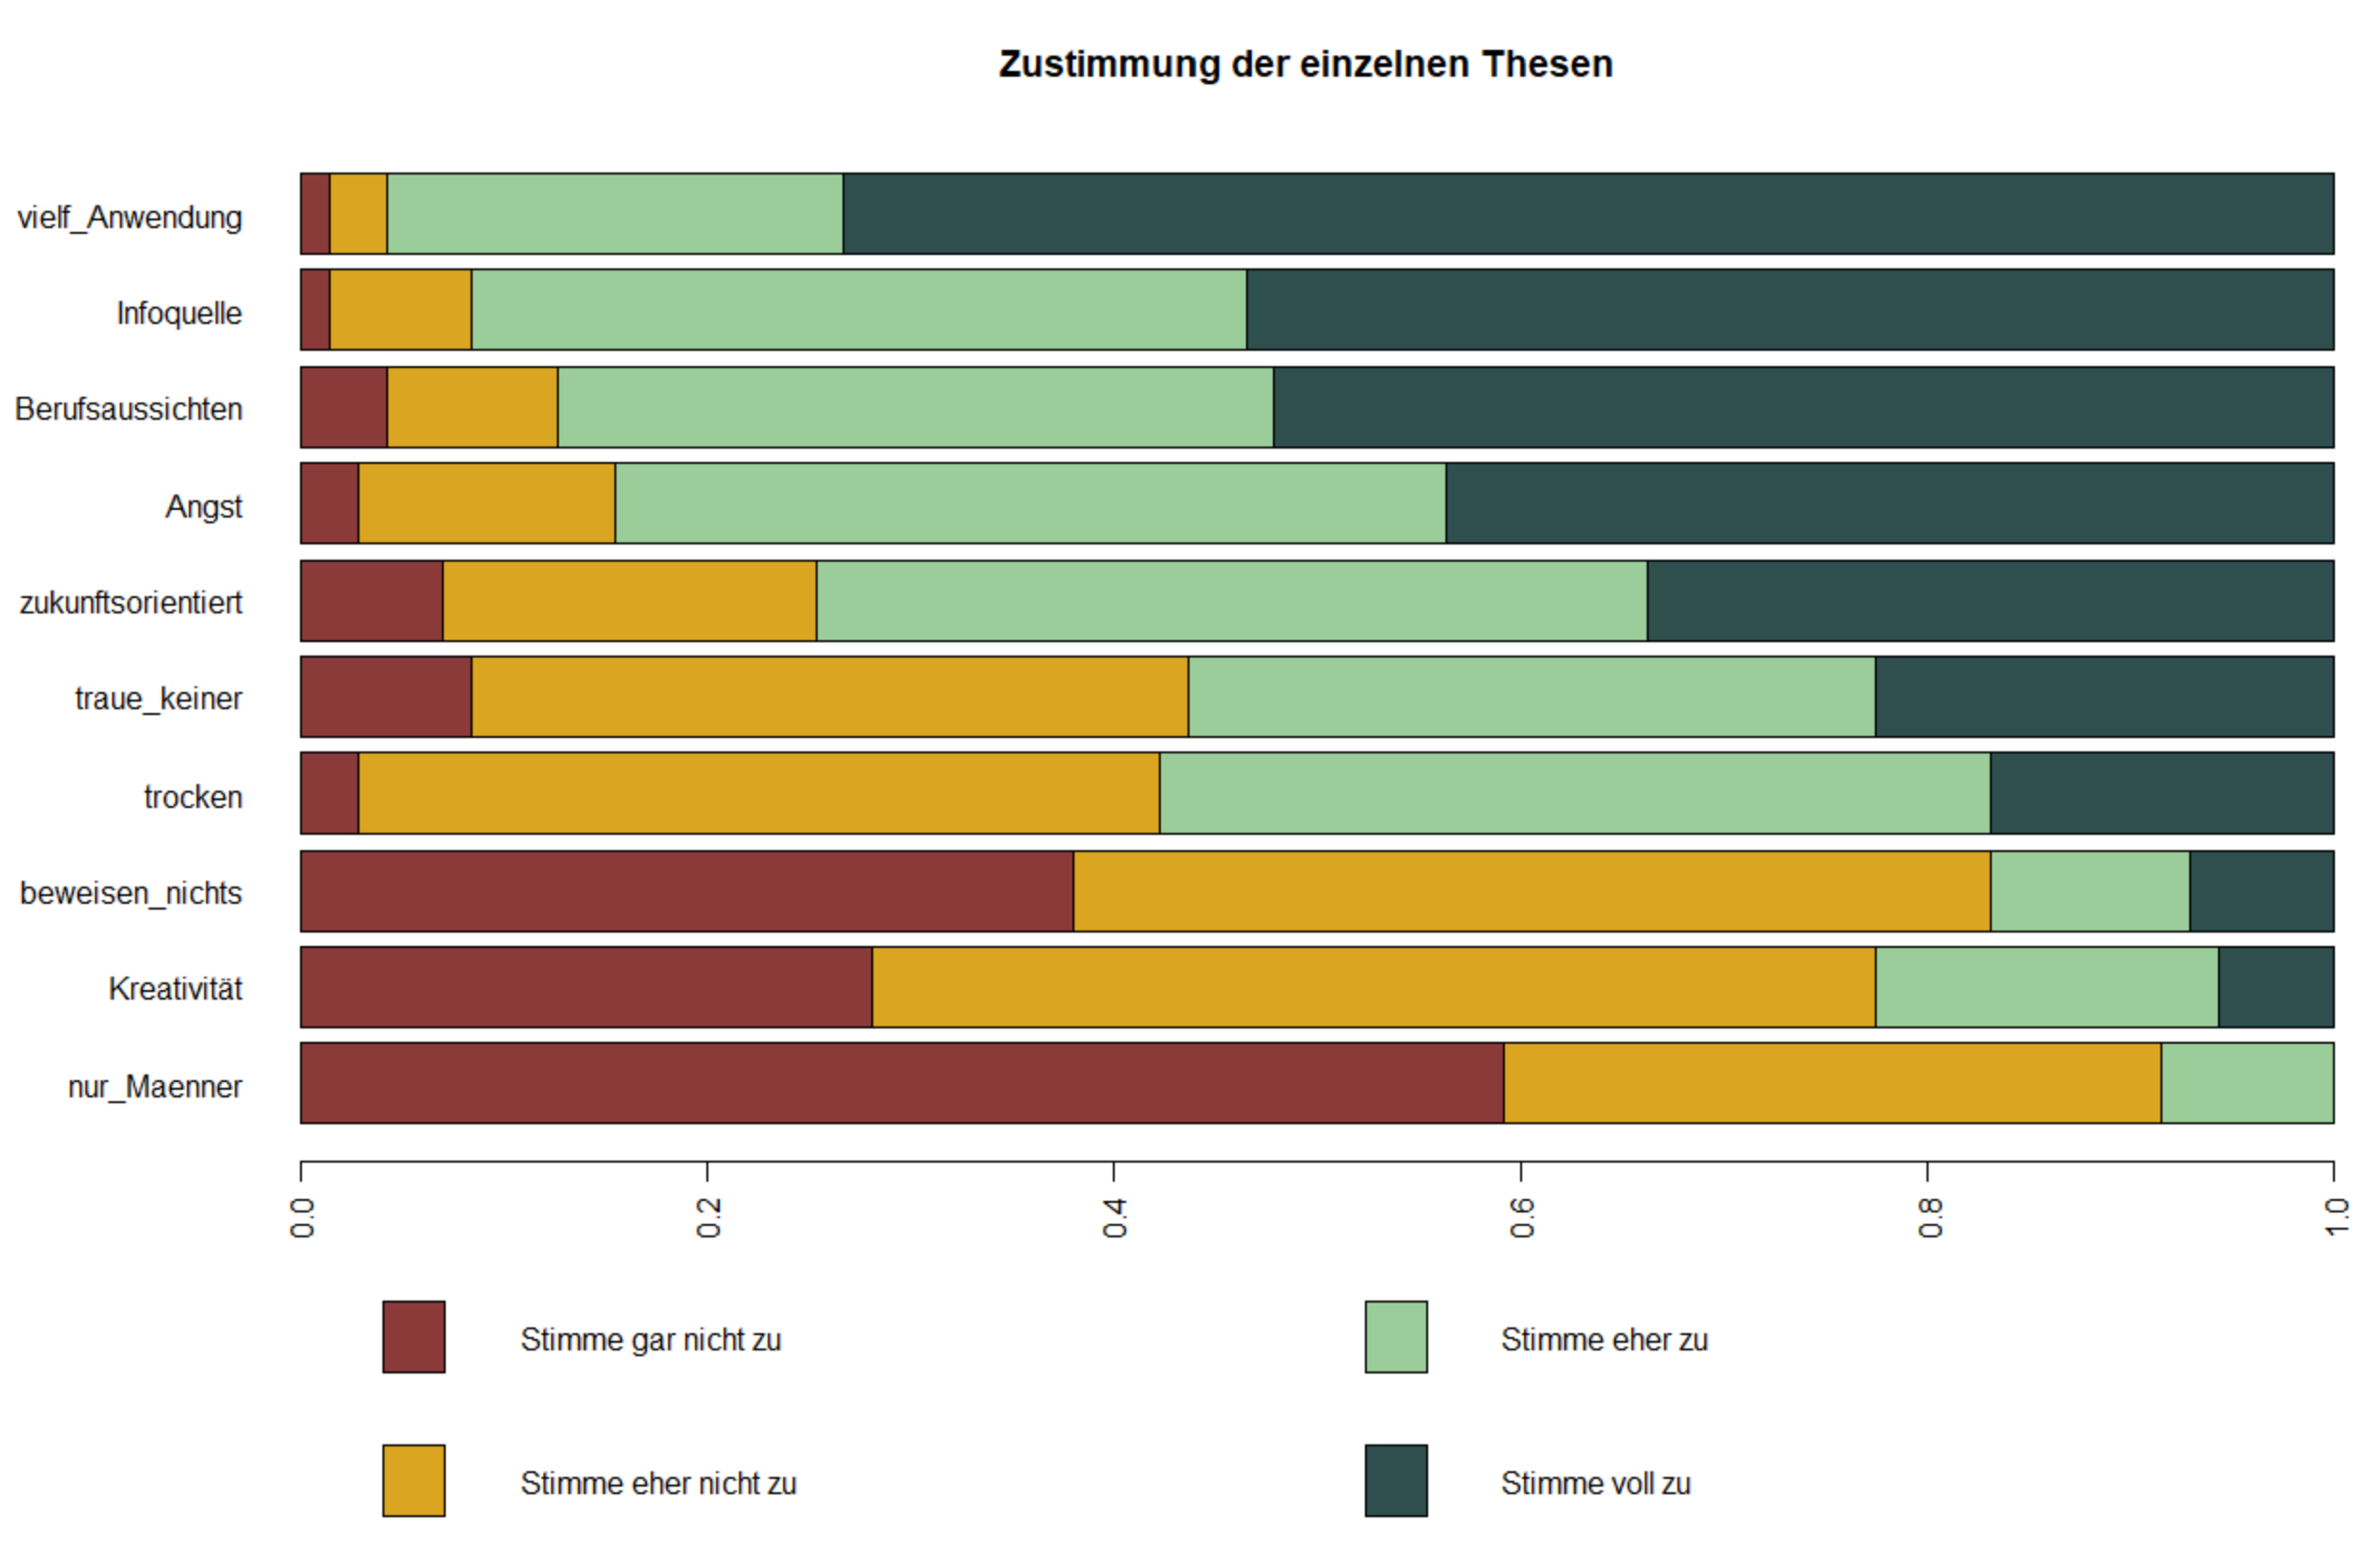 Zustimmung der einzelnen Thesen
vielf_Anwendung
Infoquelle
Berufsaussichten
Angst
zukunftsorientiert
traue_keiner
trocken
beweisen_nichts
Kreativität
nur_Maenner
0.0 0.2 0.4 0.6 0.8 1.0
Stimme gar nicht zu
Stimme eher nicht zu
Stimme eher zu
Stimme voll zu